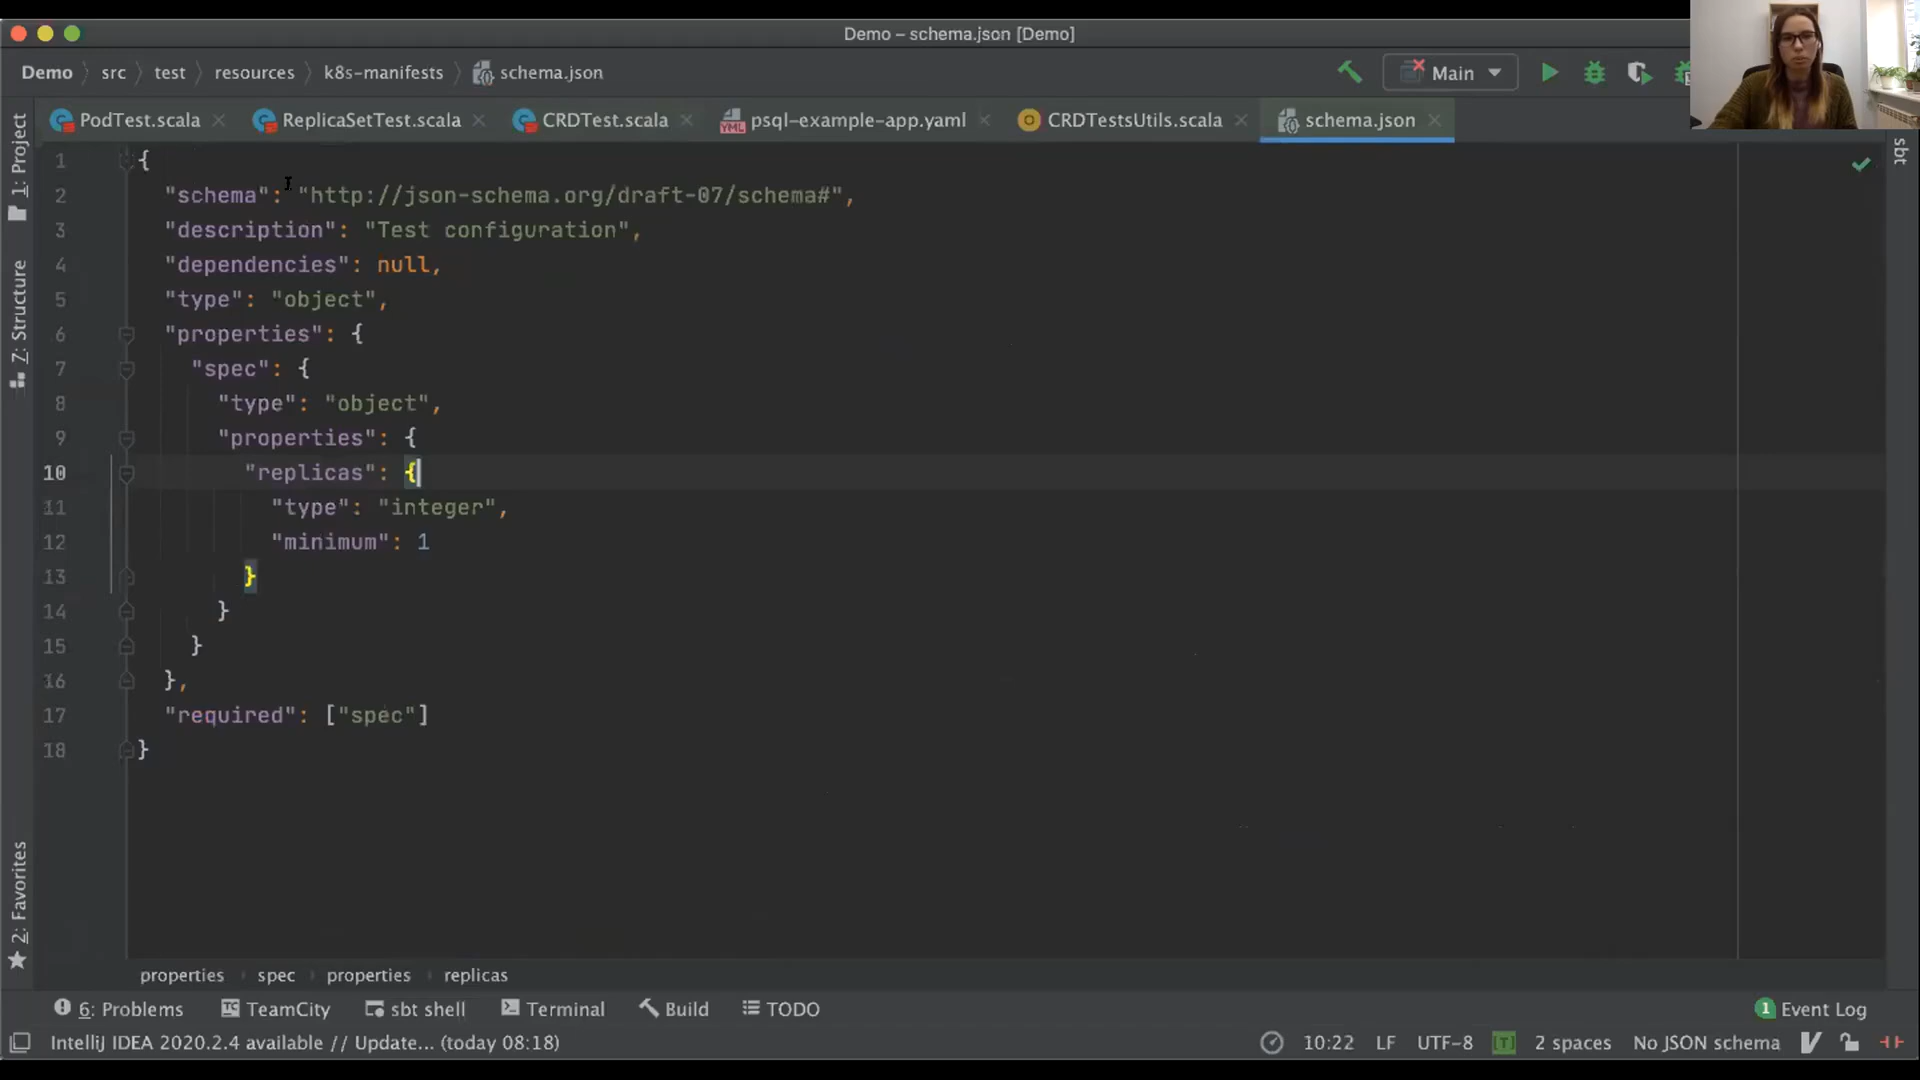 Demo – schema.json [Demo]
Demo src test resources k8s-manifests schema.json Main
PodTest.scala ReplicaSetTest.scala CRDTest.scala psql-example-app.yaml CRDTestsUtils.scala schema.json
1: Project
7: Structure
2: Favorites
sbt
1 {
2 "schema": "http://json-schema.org/draft-07/schema#",
3 "description": "Test configuration",
4 "dependencies": null,
5 "type": "object",
6 "properties": {
7 "spec": {
8 "type": "object",
9 "properties": {
10 "replicas": {
11 "type": "integer",
12 "minimum": 1
13 }
14 }
15 }
16 },
17 "required": ["spec"]
18 }
properties spec properties replicas
6: Problems TC TeamCity sbt shell Terminal Build TODO 1 Event Log
IntelliJ IDEA 2020.2.4 available // Update... (today 08:18) 10:22 LF UTF-8 [T] 2 spaces No JSON schema